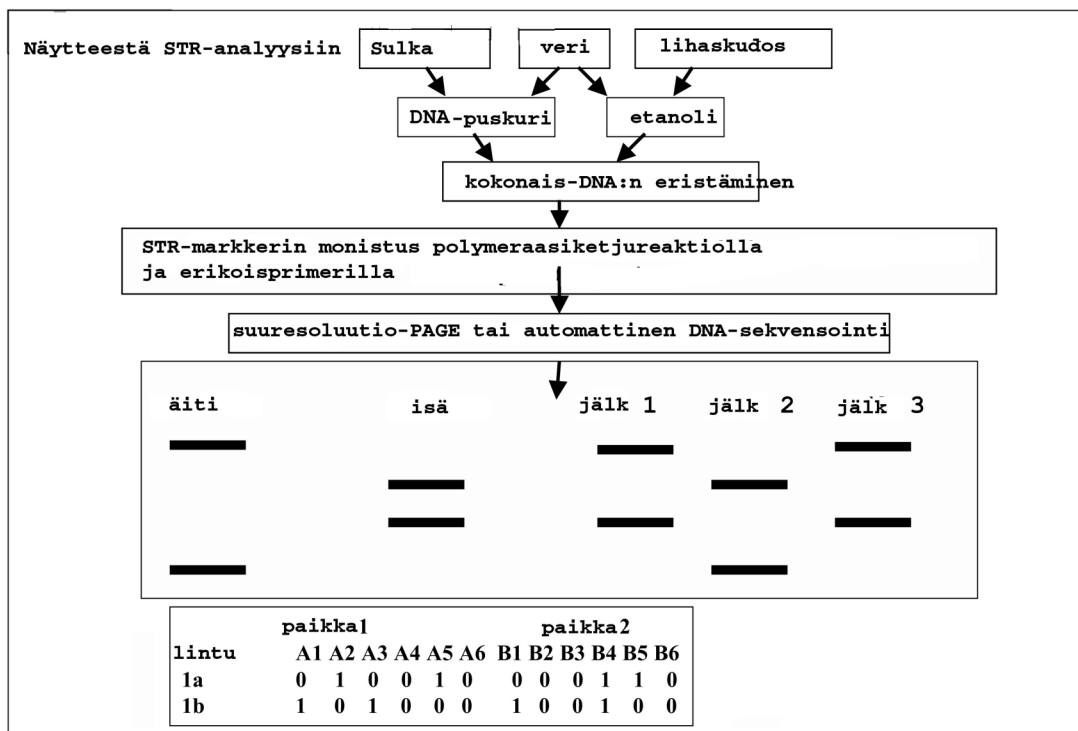 Näytteestä STR-analyysiin
Sulka veri lihaskudos
DNA-puskuri etanoli
kokonais-DNA:n eristäminen
STR-markkerin monistus polymeraasiketjureaktiolla
ja erikoisprimerilla
suuresoluutio-PAGE tai automattinen DNA-sekvensointi
äiti isä jälk 1 jälk 2 jälk 3
paikka1 paikka2
lintu A1 A2 A3 A4 A5 A6 B1 B2 B3 B4 B5 B6
1a 0 1 0 0 1 0 0 0 0 1 1 0
1b 1 0 1 0 0 0 1 0 0 1 0 0